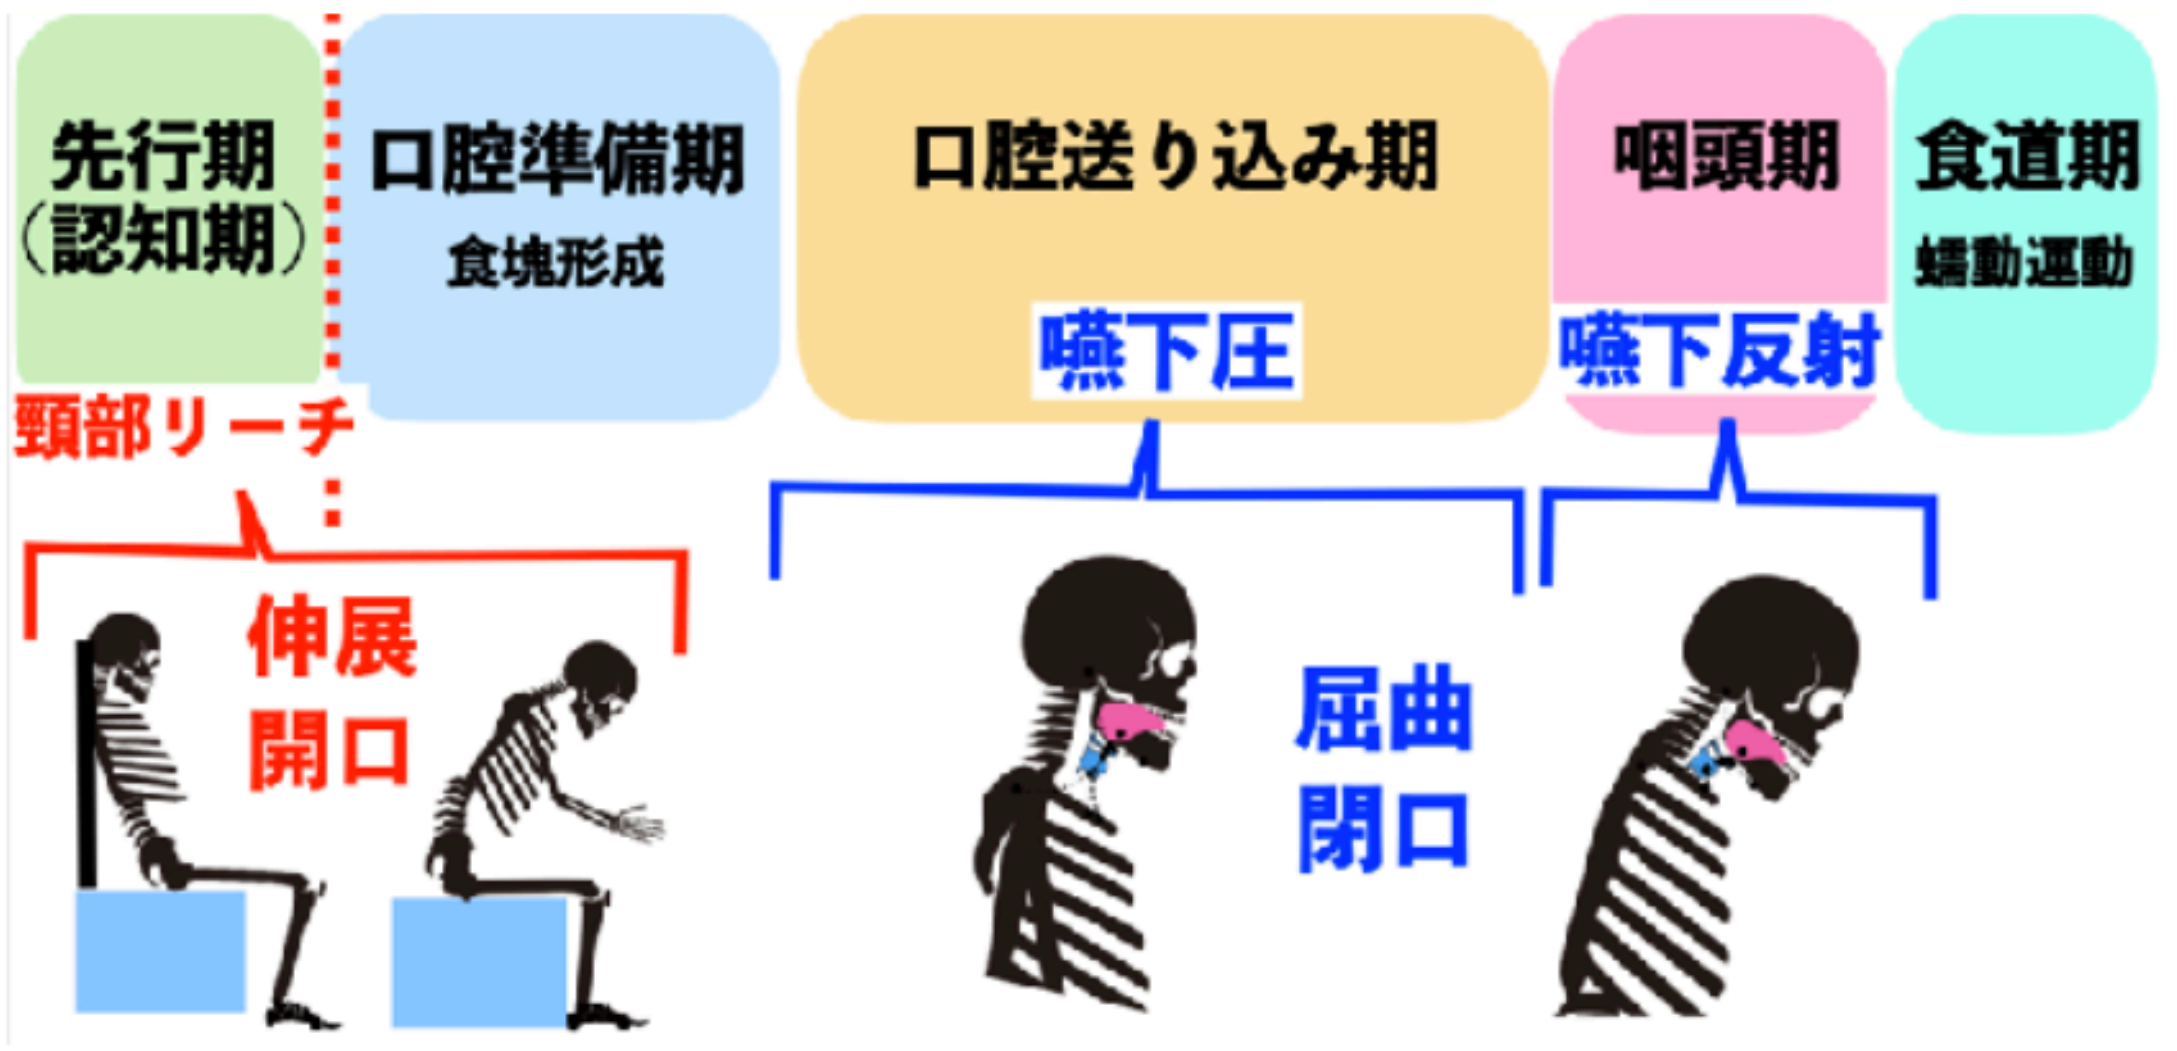 先行期
（認知期）
口腔準備期
食塊形成
口腔送り込み期
嚥下圧
咽頭期
嚥下反射
食道期
蠕動運動
頸部リーチ
伸展
開口
屈曲
閉口